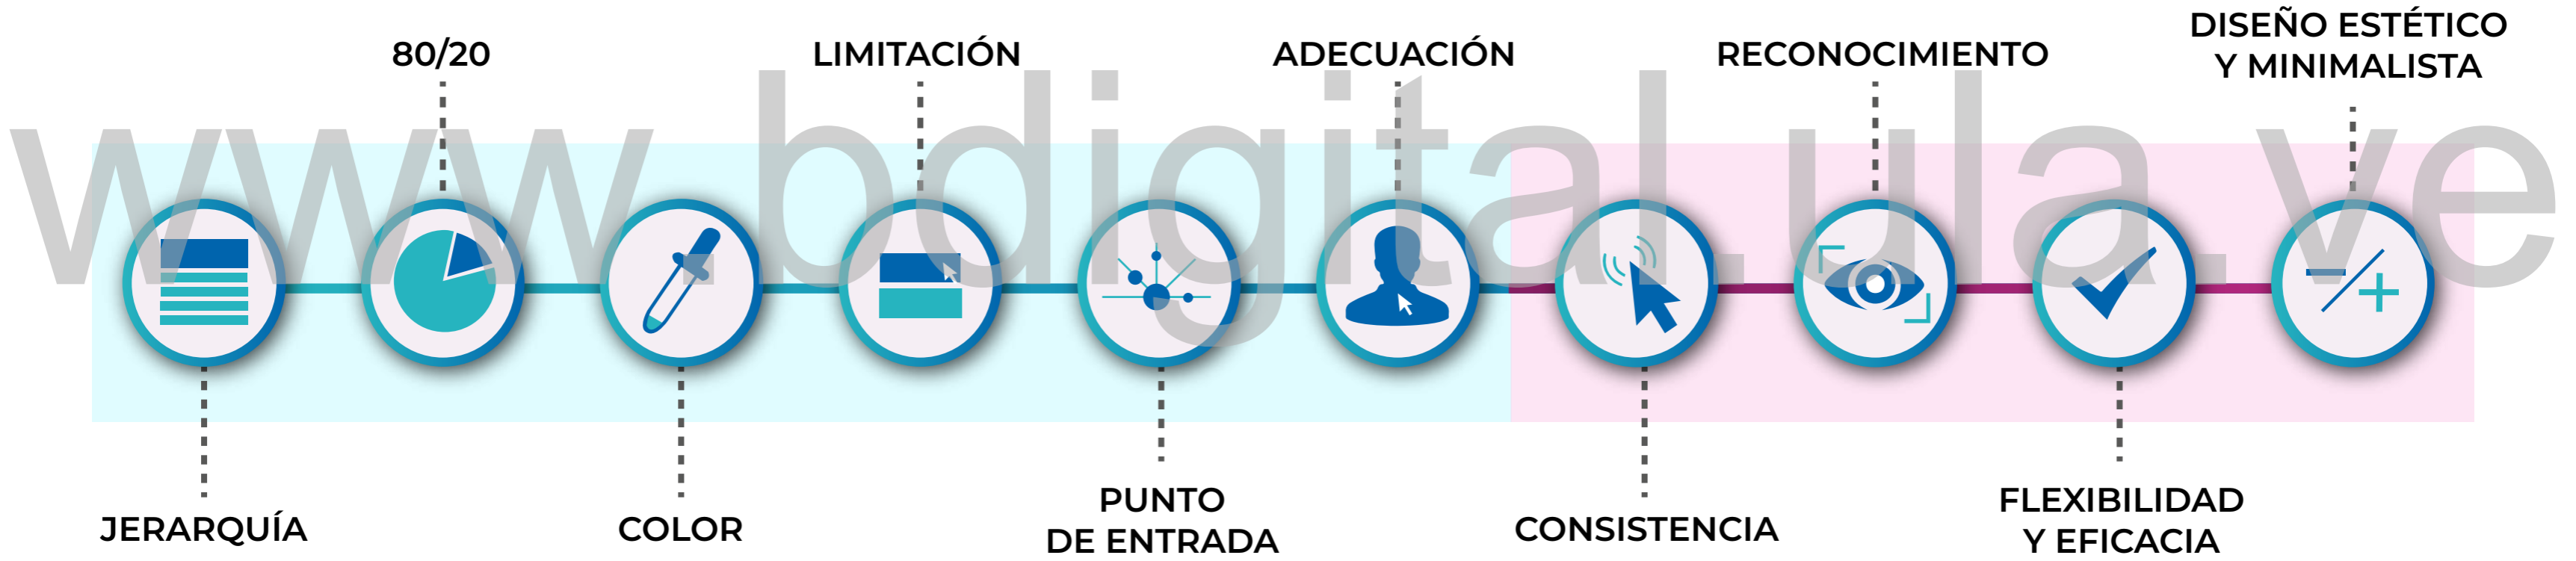 DISEÑO ESTÉTICO
Y MINIMALISTA
80/20
LIMITACIÓN
ADECUACIÓN
RECONOCIMIENTO
www.bdigital.ula.ve
JERARQUÍA
COLOR
PUNTO
DE ENTRADA
CONSISTENCIA
FLEXIBILIDAD
Y EFICACIA